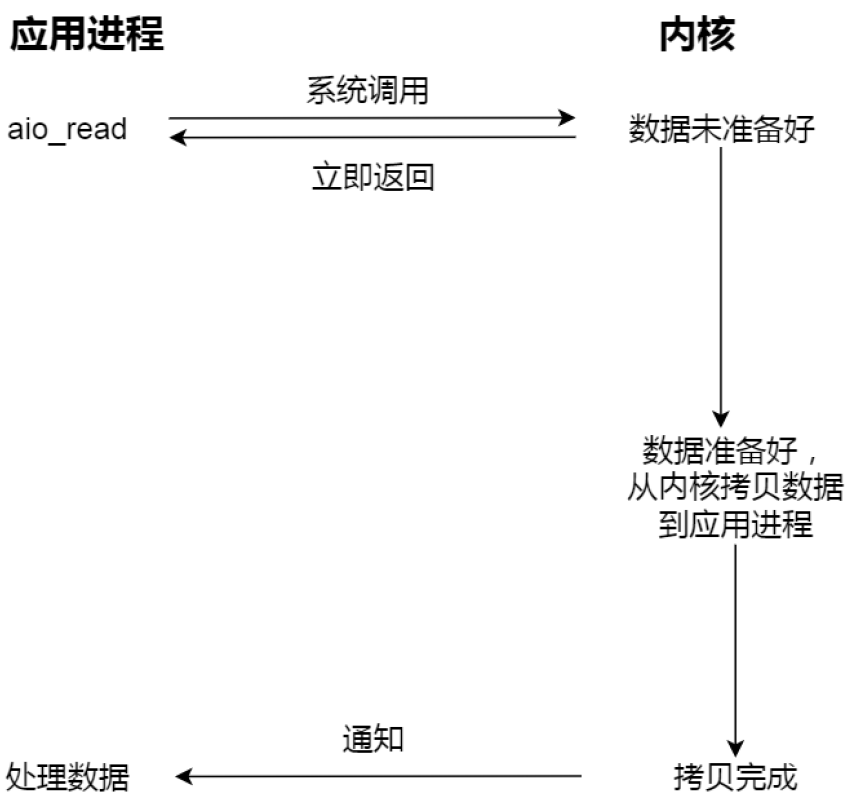 应用进程
内核
系统调用
aio_read
数据未准备好
立即返回
数据准备好，
从内核拷贝数据
到应用进程
通知
处理数据
拷贝完成